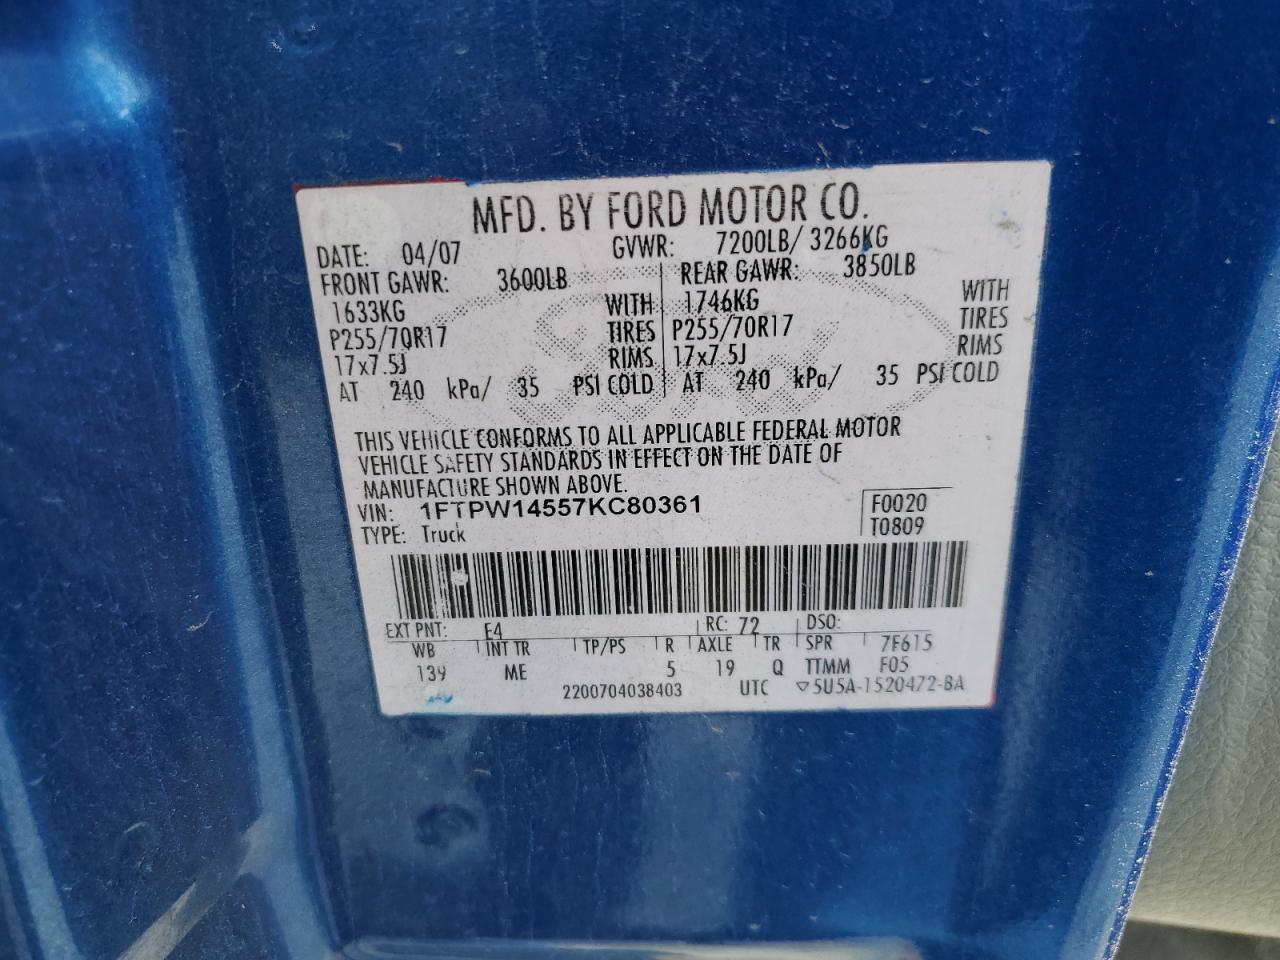 MFD. BY FORD MOTOR CO.
DATE: 04/07 GVWR: 7200LB/ 3266KG
FRONT GAWR: 3600LB REAR GAWR: 3850LB
1633KG WITH 1746KG WITH
P255/70R17 TIRES P255/70R17 TIRES
17x7.5J RIMS 17x7.5J RIMS
AT 240 kPa/ 35 PSI COLD AT 240 kPa/ 35 PSI COLD
THIS VEHICLE CONFORMS TO ALL APPLICABLE FEDERAL MOTOR
VEHICLE SAFETY STANDARDS IN EFFECT ON THE DATE OF
MANUFACTURE SHOWN ABOVE.
VIN: 1FTPW14557KC80361 F0020
TYPE: Truck T0809
EXT PNT: E4 RC: 72 DSO:
WB INT TR TP/PS R AXLE TR SPR 7F615
139 ME 5 19 Q TTMM F05
2200704038403 UTC ▽5U5A-1520472-BA